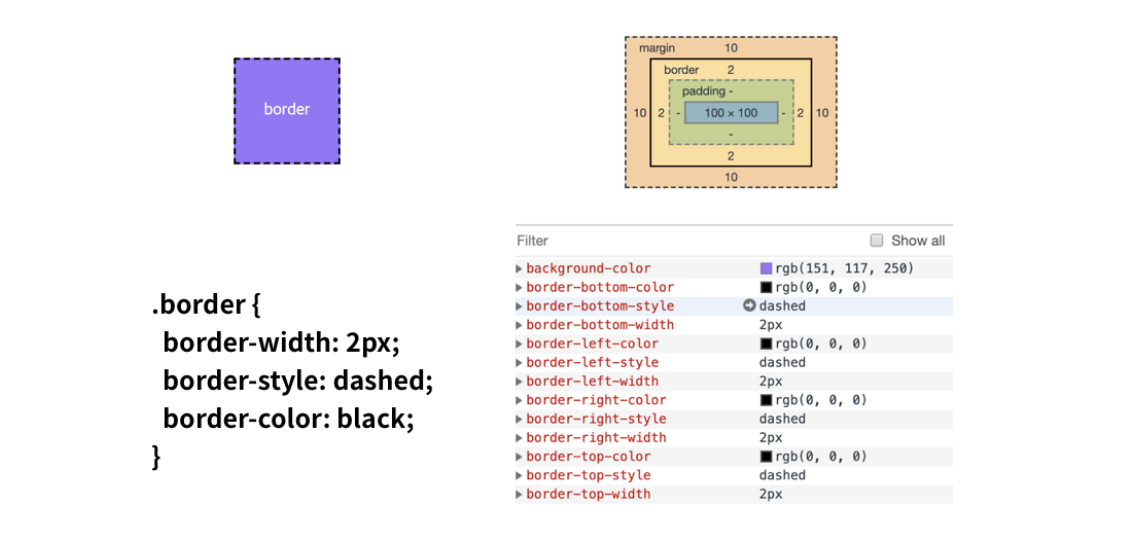 border
margin 10
border 2
padding -
10 2 - 100 × 100 - 2 10
-
2
10
Filter Show all
background-color rgb(151, 117, 250)
border-bottom-color rgb(0, 0, 0)
border-bottom-style dashed
border-bottom-width 2px
border-left-color rgb(0, 0, 0)
border-left-style dashed
border-left-width 2px
border-right-color rgb(0, 0, 0)
border-right-style dashed
border-right-width 2px
border-top-color rgb(0, 0, 0)
border-top-style dashed
border-top-width 2px
.border {
border-width: 2px;
border-style: dashed;
border-color: black;
}